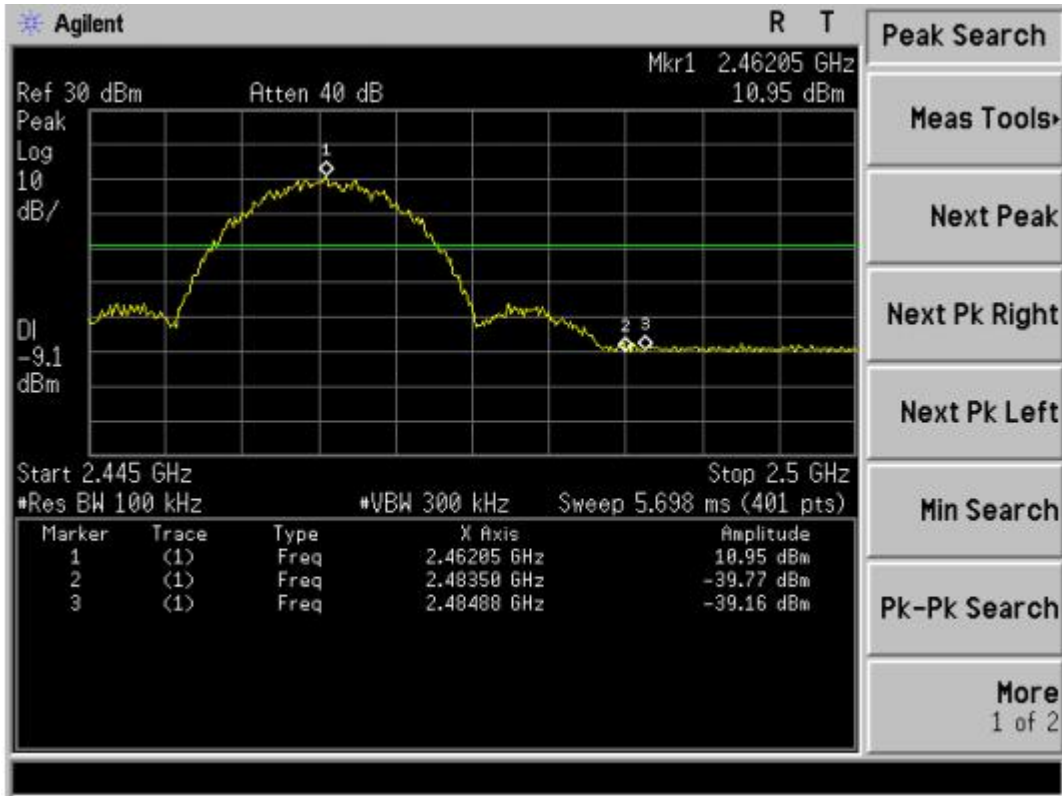 Agilent
R T
Peak Search
Mkr1 2.46205 GHz
Ref 30 dBm Atten 40 dB 10.95 dBm
Peak
Log
10
dB/
1
2 3
DI
-9.1
dBm
Start 2.445 GHz Stop 2.5 GHz
#Res BW 100 kHz #VBW 300 kHz Sweep 5.698 ms (401 pts)
Marker Trace Type X Axis Amplitude
1 (1) Freq 2.46205 GHz 10.95 dBm
2 (1) Freq 2.48350 GHz -39.77 dBm
3 (1) Freq 2.48488 GHz -39.16 dBm
Meas Tools
Next Peak
Next Pk Right
Next Pk Left
Min Search
Pk-Pk Search
More
1 of 2